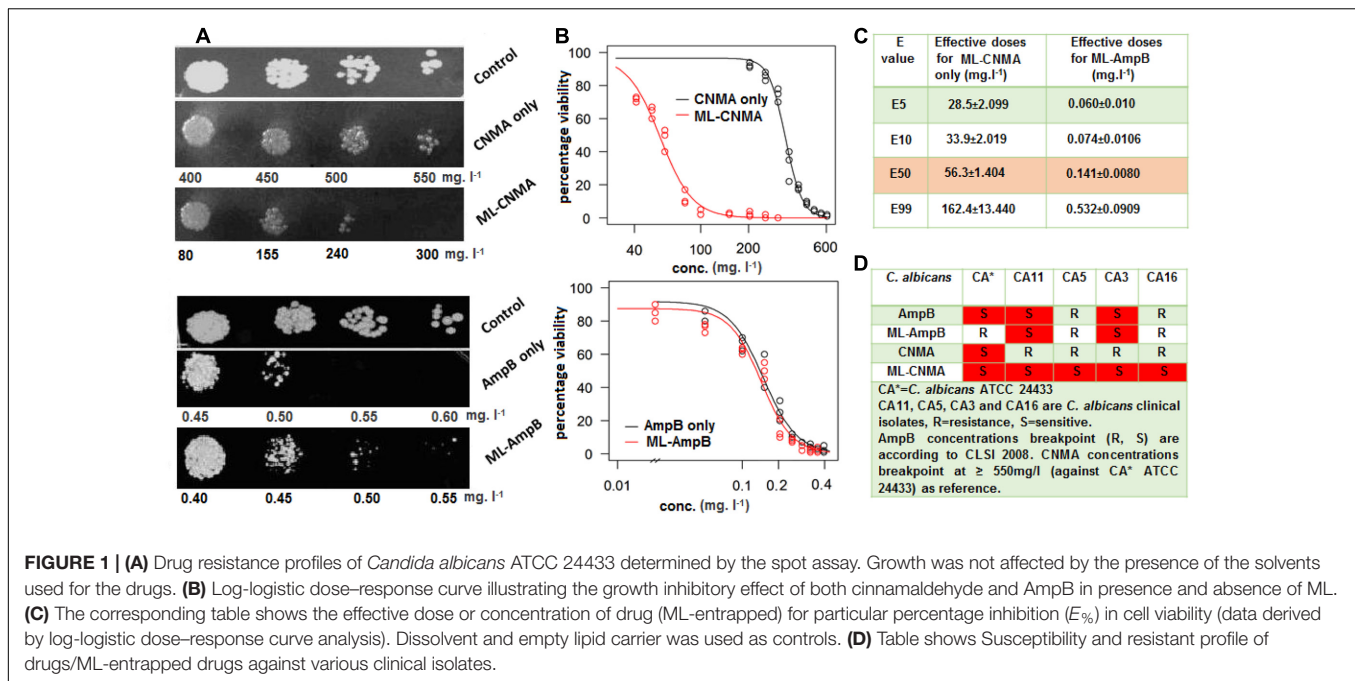 A
Control
CNMA only
400 450 500 550 mg. l-1
ML-CNMA
80 155 240 300 mg. l-1
Control
AmpB only
0.45 0.50 0.55 0.60
ML-AmpB
0.40 0.45 0.50 0.55 mg. l-1
B
percentage viability
100
80
60
40
20
0
CNMA only
ML-CNMA
40 100 200 600
conc. (mg. l-1)
percentage viability
100
80
60
40
20
0
AmpB only
ML-AmpB
0.01 0.1 0.2 0.4
conc. (mg. l-1)
C
E value | Effective doses for ML-CNMA only (mg.l-1) | Effective doses for ML-AmpB (mg.l-1)
E5 28.5±2.099 0.060±0.010
E10 33.9±2.019 0.074±0.0106
E50 56.3±1.404 0.141±0.0080
E99 162.4±13.440 0.532±0.0909
D
C. albicans CA* CA11 CA5 CA3 CA16
AmpB S S R S R
ML-AmpB R S R S R
CNMA S R R R R
ML-CNMA S S S S S
CA*=C. albicans ATCC 24433
CA11, CA5, CA3 and CA16 are C. albicans clinical
isolates, R=resistance, S=sensitive.
AmpB concentrations breakpoint (R, S) are
according to CLSI 2008. CNMA concentrations
breakpoint at ≥ 550mg/l (against CA* ATCC
24433) as reference.
FIGURE 1 | (A) Drug resistance profiles of Candida albicans ATCC 24433 determined by the spot assay. Growth was not affected by the presence of the solvents
used for the drugs. (B) Log-logistic dose–response curve illustrating the growth inhibitory effect of both cinnamaldehyde and AmpB in presence and absence of ML.
(C) The corresponding table shows the effective dose or concentration of drug (ML-entrapped) for particular percentage inhibition (E%) in cell viability (data derived
by log-logistic dose–response curve analysis). Dissolvent and empty lipid carrier was used as controls. (D) Table shows Susceptibility and resistant profile of
drugs/ML-entrapped drugs against various clinical isolates.